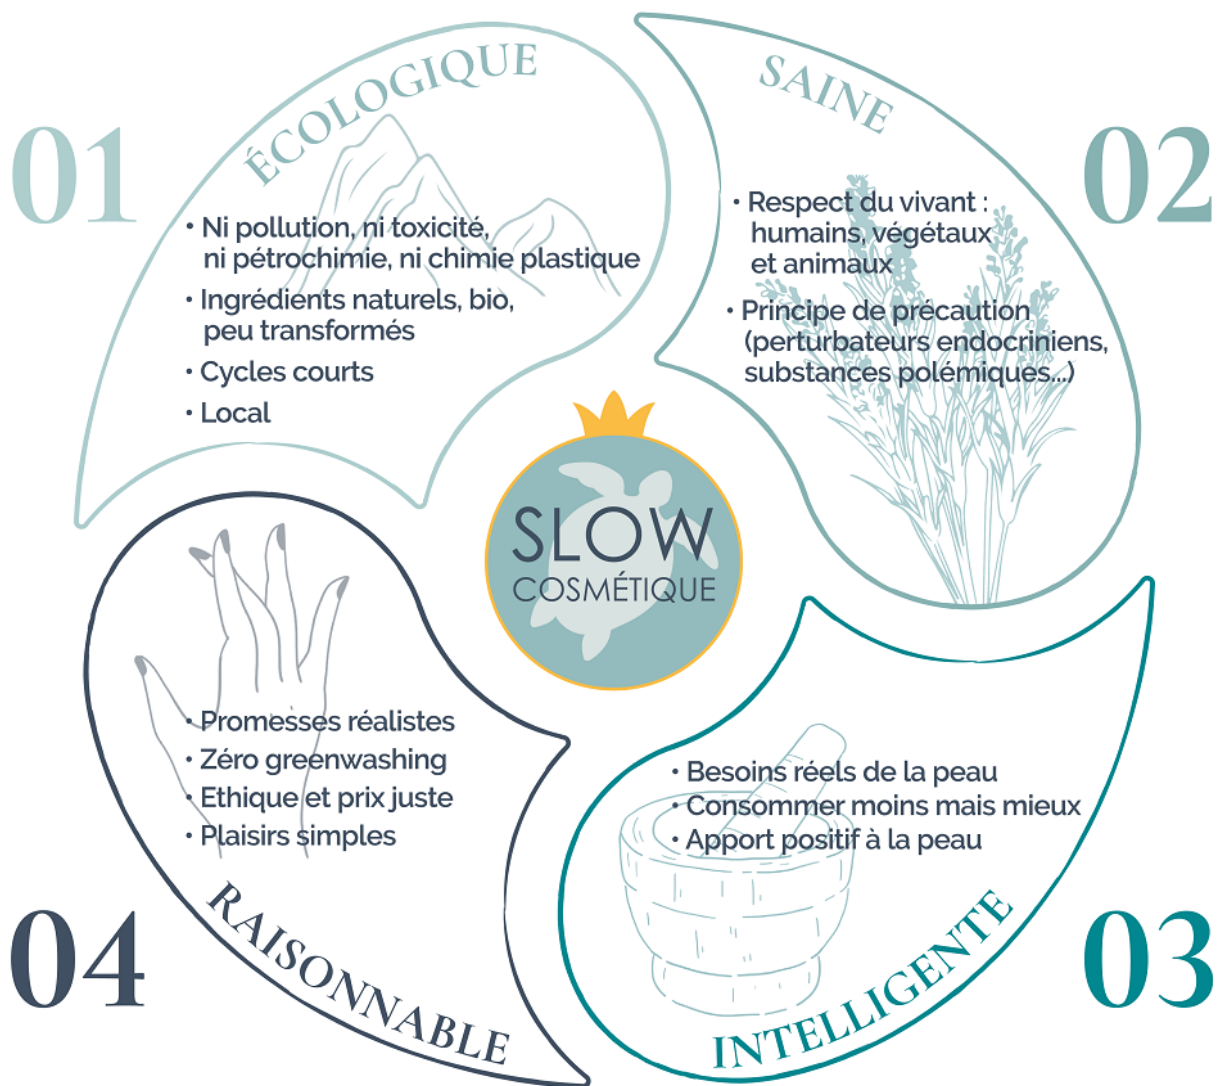 01
ÉCOLOGIQUE
• Ni pollution, ni toxicité,
ni pétrochimie, ni chimie plastique
• Ingrédients naturels, bio,
peu transformés
• Cycles courts
• Local
02
SAINE
• Respect du vivant :
humains, végétaux
et animaux
• Principe de précaution
(perturbateurs endocriniens,
substances polémiques...)
SLOW
COSMÉTIQUE
03
• Besoins réels de la peau
• Consommer moins mais mieux
• Apport positif à la peau
INTELLIGENTE
04
• Promesses réalistes
• Zéro greenwashing
• Ethique et prix juste
• Plaisirs simples
RAISONNABLE